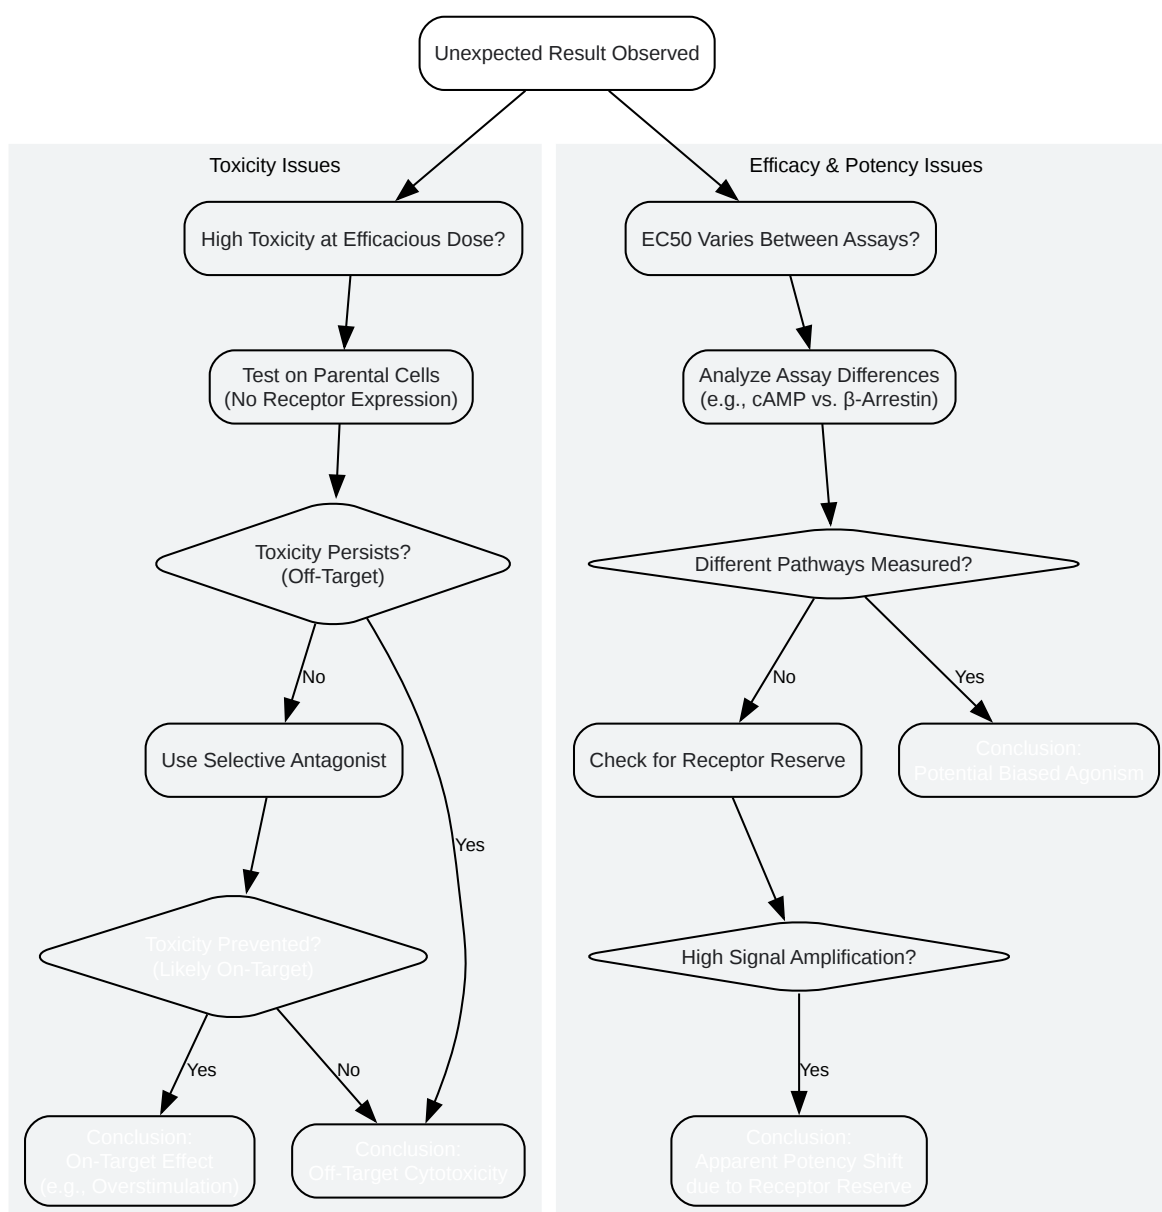 Unexpected Result Observed
Toxicity Issues
High Toxicity at Efficacious Dose?
Test on Parental Cells
(No Receptor Expression)
Toxicity Persists?
(Off-Target)
No
Yes
Use Selective Antagonist
Toxicity Prevented?
(Likely On-Target)
Yes
No
Conclusion:
On-Target Effect
(e.g., Overstimulation)
Conclusion:
Off-Target Cytotoxicity
Efficacy & Potency Issues
EC50 Varies Between Assays?
Analyze Assay Differences
(e.g., cAMP vs. β-Arrestin)
Different Pathways Measured?
No
Yes
Check for Receptor Reserve
Conclusion:
Potential Biased Agonism
High Signal Amplification?
Yes
Conclusion:
Apparent Potency Shift
due to Receptor Reserve